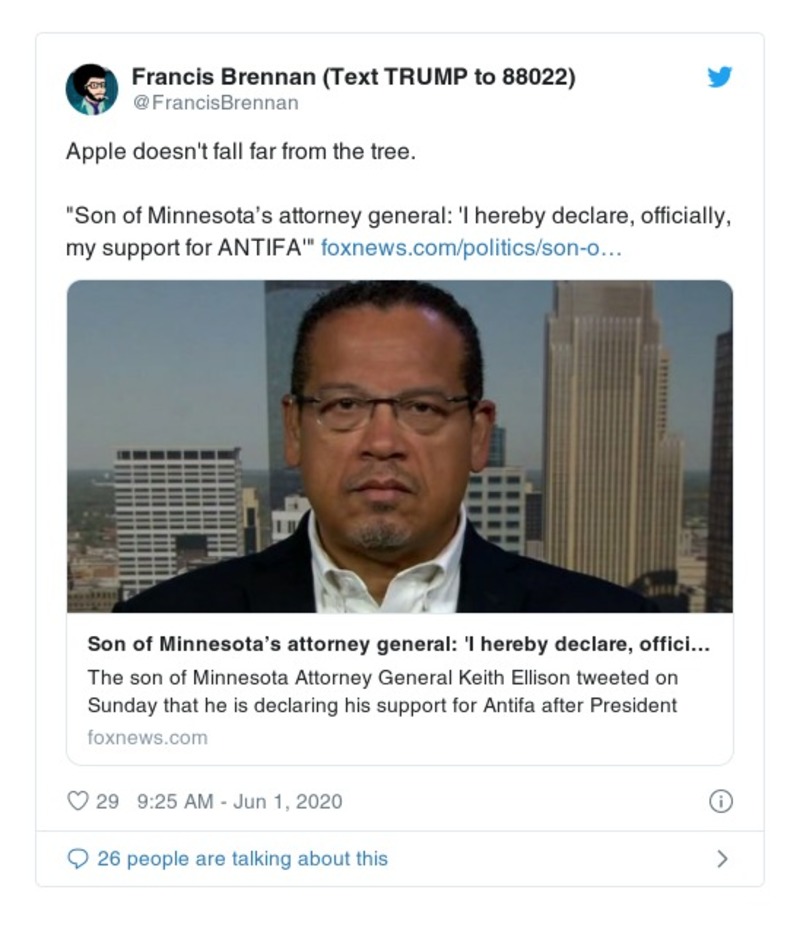 Francis Brennan (Text TRUMP to 88022)
@FrancisBrennan
Apple doesn't fall far from the tree.
"Son of Minnesota’s attorney general: 'I hereby declare, officially,
my support for ANTIFA'" foxnews.com/politics/son-o…
Son of Minnesota’s attorney general: 'I hereby declare, offici...
The son of Minnesota Attorney General Keith Ellison tweeted on
Sunday that he is declaring his support for Antifa after President
foxnews.com
29 9:25 AM - Jun 1, 2020
26 people are talking about this